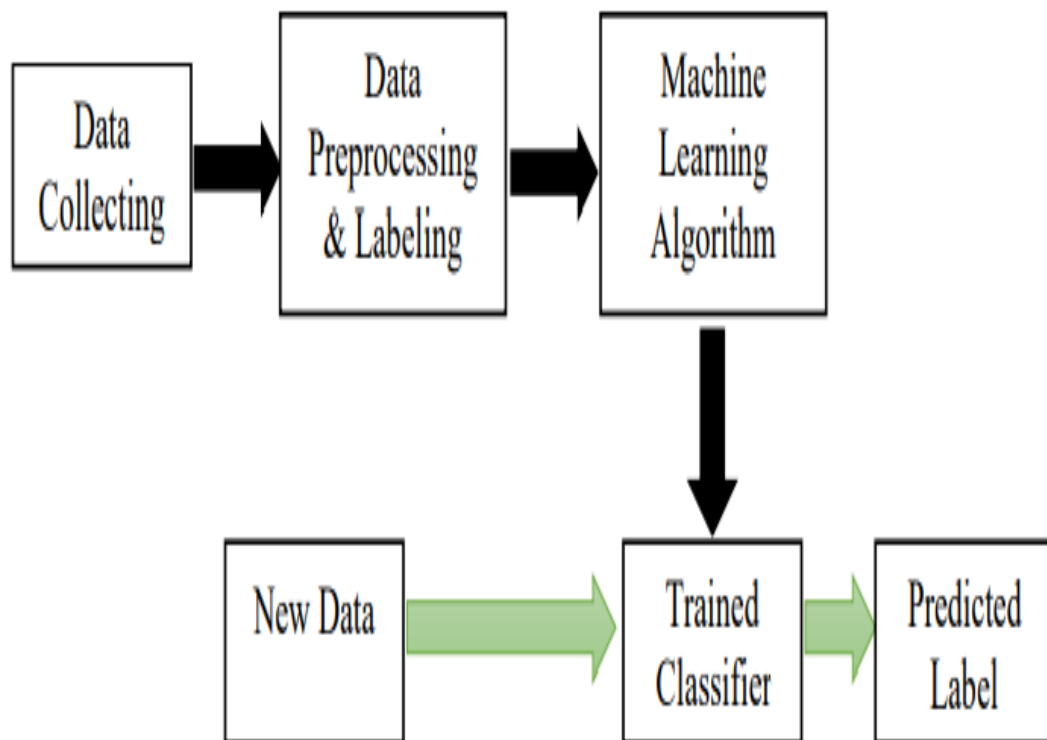 Data
Collecting
Data
Preprocessing
& Labeling
Machine
Learning
Algorithm
New Data
Trained
Classifier
Predicted
Label